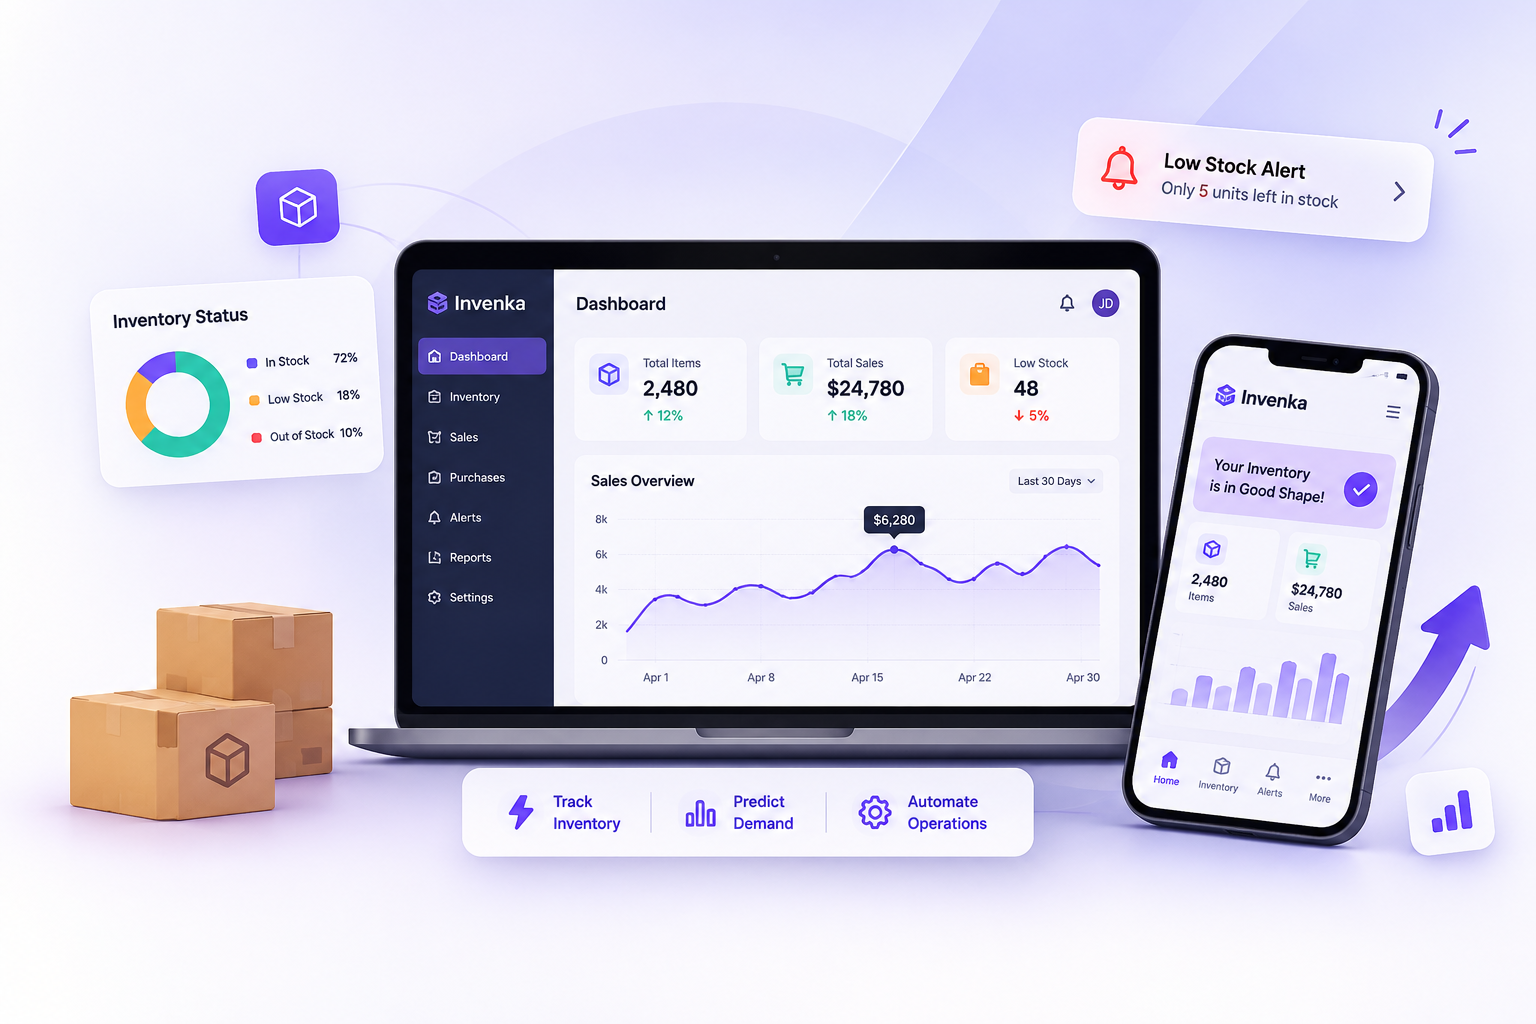 Low Stock Alert
Only 5 units left in stock
Inventory Status
In Stock 72%
Low Stock 18%
Out of Stock 10%
Invenka
Dashboard
Inventory
Sales
Purchases
Alerts
Reports
Settings
Dashboard
JD
Total Items
2,480
↑ 12%
Total Sales
$24,780
↑ 18%
Low Stock
48
↓ 5%
Sales Overview
Last 30 Days
$6,280
8k
6k
4k
2k
0
Apr 1
Apr 8
Apr 15
Apr 22
Apr 30
Invenka
Your Inventory
is in Good Shape!
2,480
Items
$24,780
Sales
Home
Inventory
Alerts
More
Track
Inventory
Predict
Demand
Automate
Operations